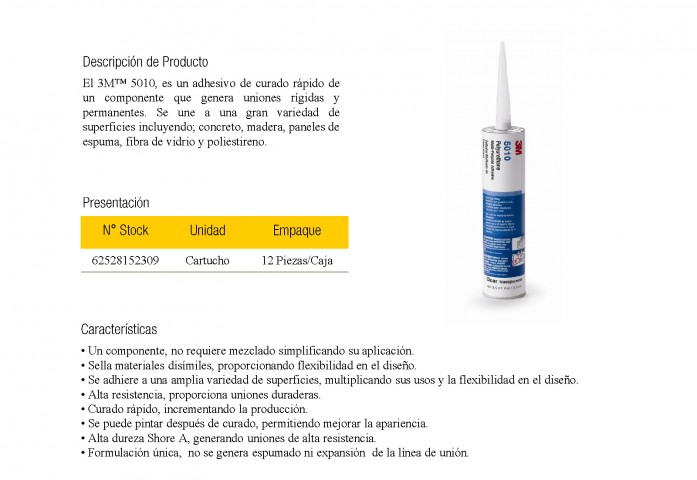 Descripción de Producto
El 3M™ 5010, es un adhesivo de curado rápido de
un componente que genera uniones rígidas y
permanentes. Se une a una gran variedad de
superficies incluyendo; concreto, madera, paneles de
espuma, fibra de vidrio y poliestireno.
3M
5010
Polyurethane
Presentación
N° Stock Unidad Empaque
62528152309 Cartucho 12 Piezas/Caja
Clear
Características
• Un componente, no requiere mezclado simplificando su aplicación.
• Sella materiales disímiles, proporcionando flexibilidad en el diseño.
• Se adhiere a una amplia variedad de superficies, multiplicando sus usos y la flexibilidad en el diseño.
• Alta resistencia, proporciona uniones duraderas.
• Curado rápido, incrementando la producción.
• Se puede pintar después de curado, permitiendo mejorar la apariencia.
• Alta dureza Shore A, generando uniones de alta resistencia.
• Formulación única, no se genera espumado ni expansión de la línea de unión.